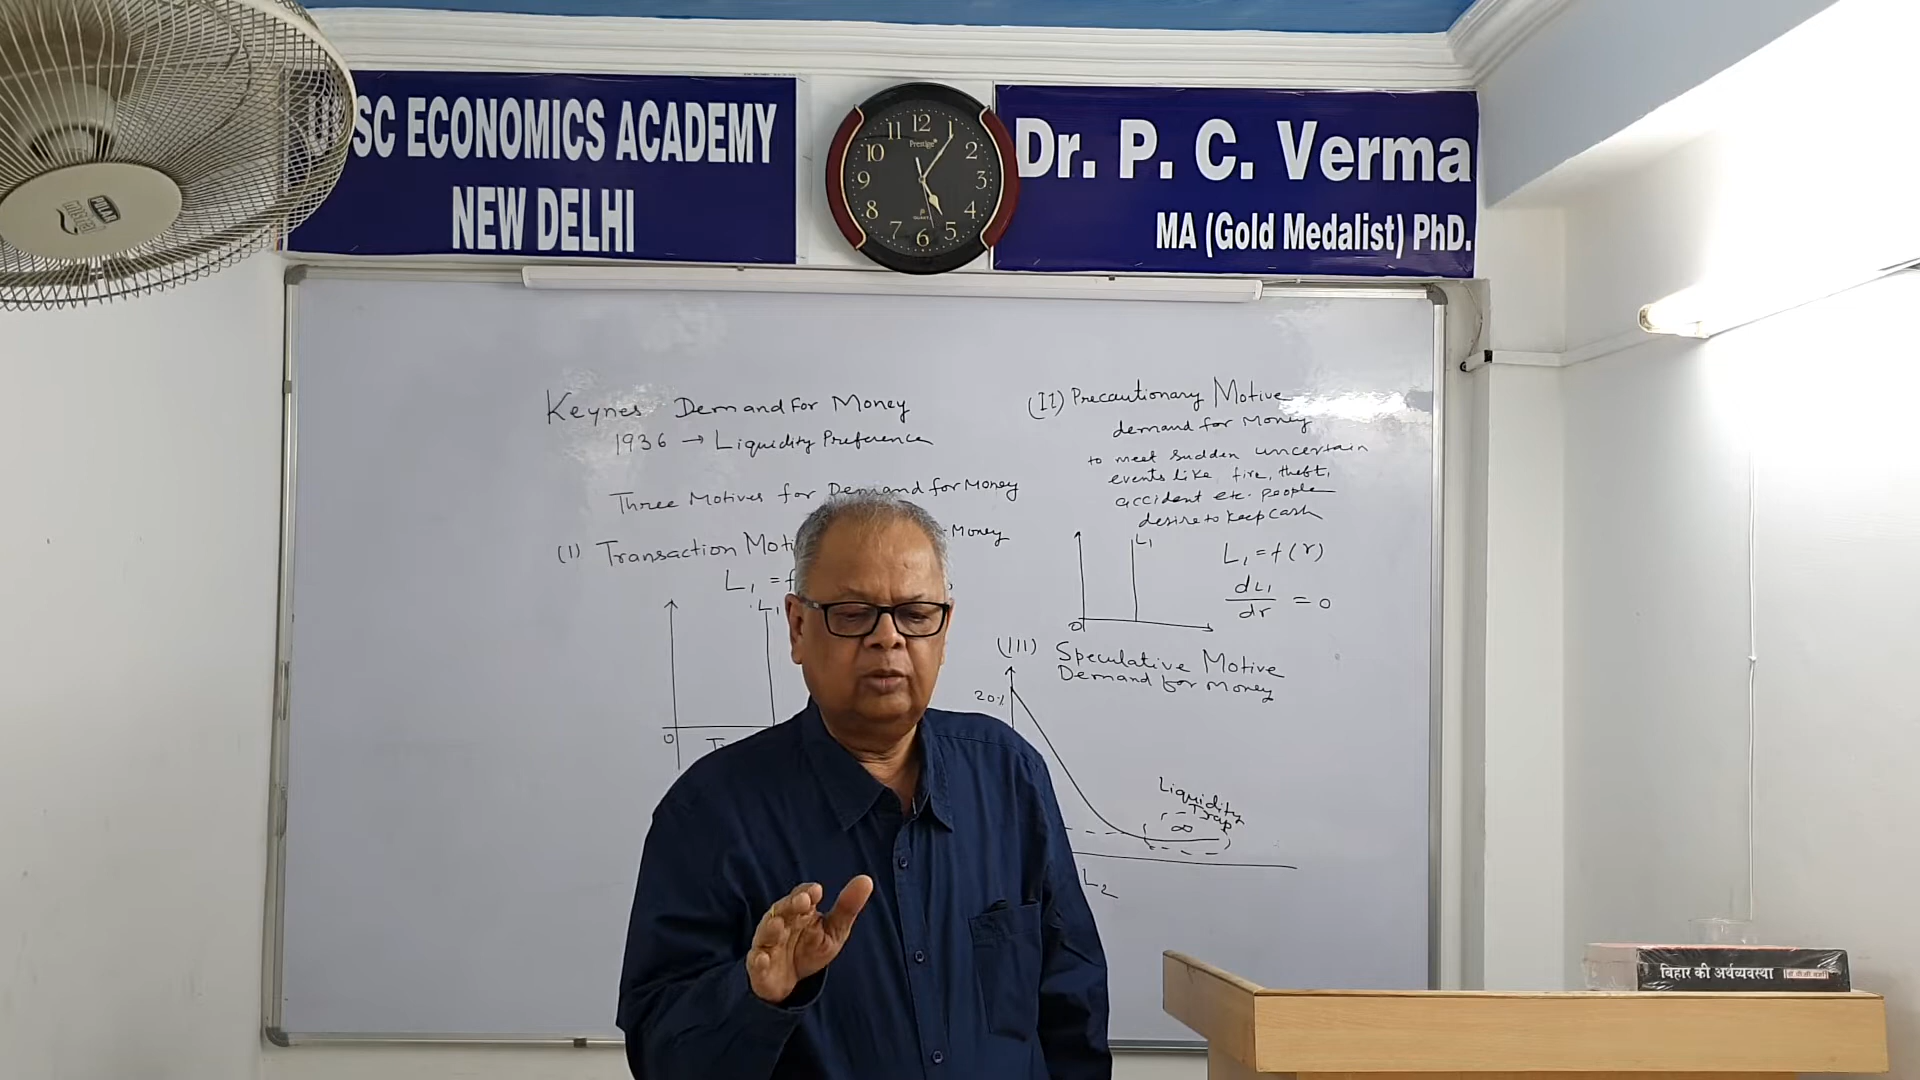 SC ECONOMICS ACADEMY
NEW DELHI
Dr. P. C. Verma
MA (Gold Medalist) PhD.
12
1
2
3
4
5
6
7
8
9
10
11
Prestige
Keynes Demand For Money
1936 → Liquidity Preference
Three Motives for Demand for Money
(I) Transaction Moti Money
L₁ = f
L₁
0
(II) Precautionary Motive
demand for Money
to meet sudden uncertain
events like fire, theft,
accident etc. people
desire to keep cash
L₁
0
L₁ = f(r)
dL₁
dr
= 0
(III) Speculative Motive
Demand for Money
20%
Liquidity
Trap
∞
L₂
बिहार की अर्थव्यवस्था